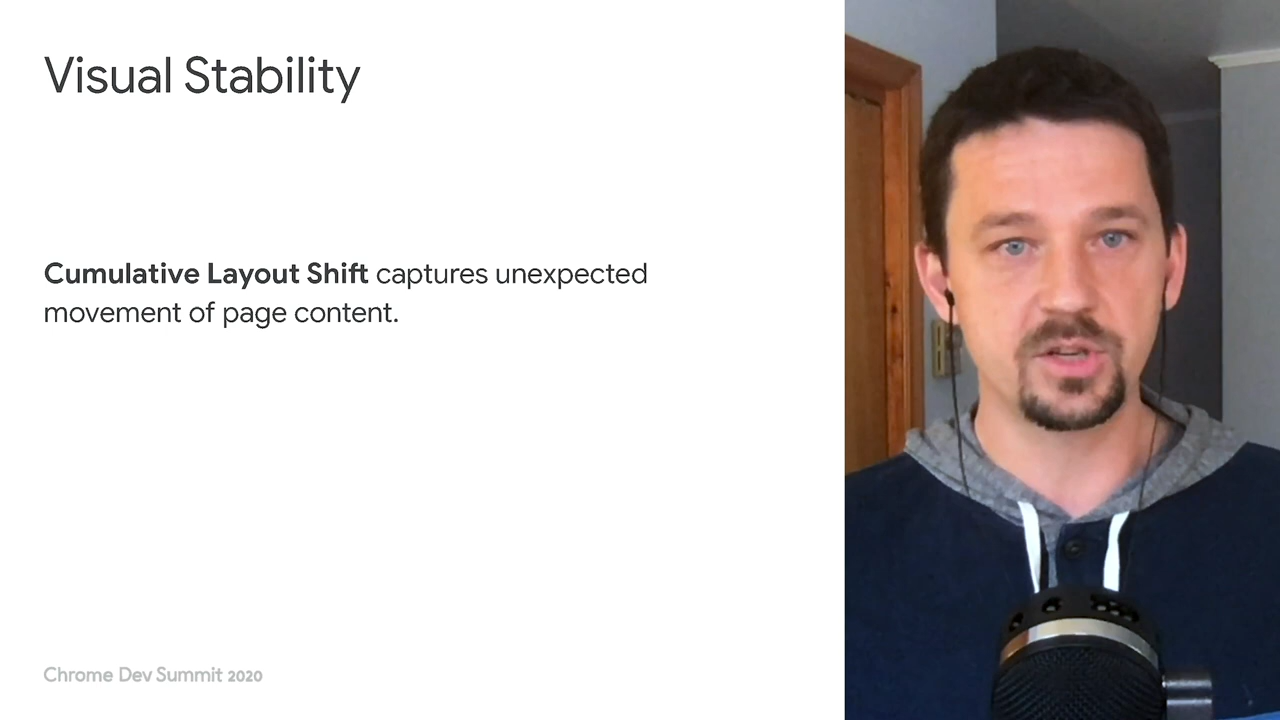 Visual Stability
Cumulative Layout Shift captures unexpected
movement of page content.
Chrome Dev Summit 2020